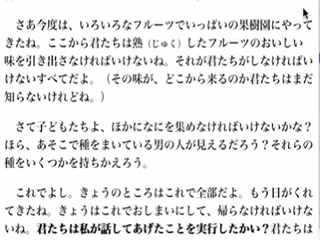 さあ今度は、いろいろなフルーツでいっぱいの果樹園にやって
きたね。ここから君たちは熟（じゅく）したフルーツのおいしい
味を引き出さなければいけないね。それが君たちがしなければい
けないすべてだよ。（その味が、どこから来るのか君たちはまだ
知らないけれどね。）
さて子どもたちよ、ほかになにを集めなければいけないかな？
ほら、あそこで種をまいている男の人が見えるだろう？それらの
種をいくつかを持ちかえろう。
これでよし。きょうのところはこれで全部だよ。もう日がくれ
てきたね。きょうはこれでおしまいにして、帰らなければいけな
いね。君たちは私が話してあげたことを実行したかい？君たちは